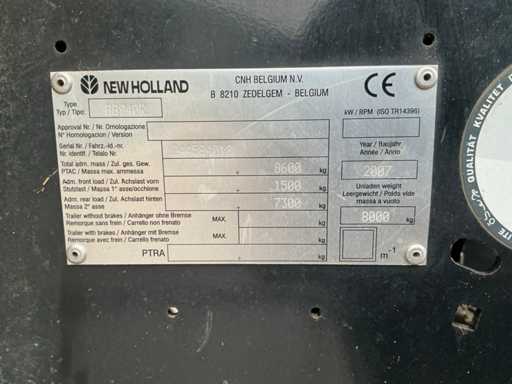 NEW HOLLAND
CNH BELGIUM N.V.
B 8210 ZEDELGEM - BELGIUM
CE
Type
Typ / Tipo:
kW / RPM (ISO TR14396)
Approval Nr / Nr. Omologazione
N° Homologation / Version
Serial Nr. / Fahrz.-id.-nr.
Nr. identif. / Telaio Nr.
Year / Baujahr
Année / Anno
2007
Total adm. mass / Zul. ges. Gew.
PTAC / Massa max. ammessa
8600 kg
Adm. front load / Zul. Achslast vorn
Stutzlast / Massa 1° asse/occhione
1500 kg
Adm. rear load / Zul. Achslast hinten
Massa 2° asse
7300 kg
Unladen weight
Leergewicht / Poids vide
massa a vuoto
8000 kg
Trailer without brakes / Anhänger ohne Bremse
Remorque sans frein / Carrello non frenato
MAX. kg
Trailer with brakes / Anhänger mit Bremse
Remorque avec frein / Carrello frenato
MAX. kg
PTRA kg
m-1
QUALITÄT KVALITET